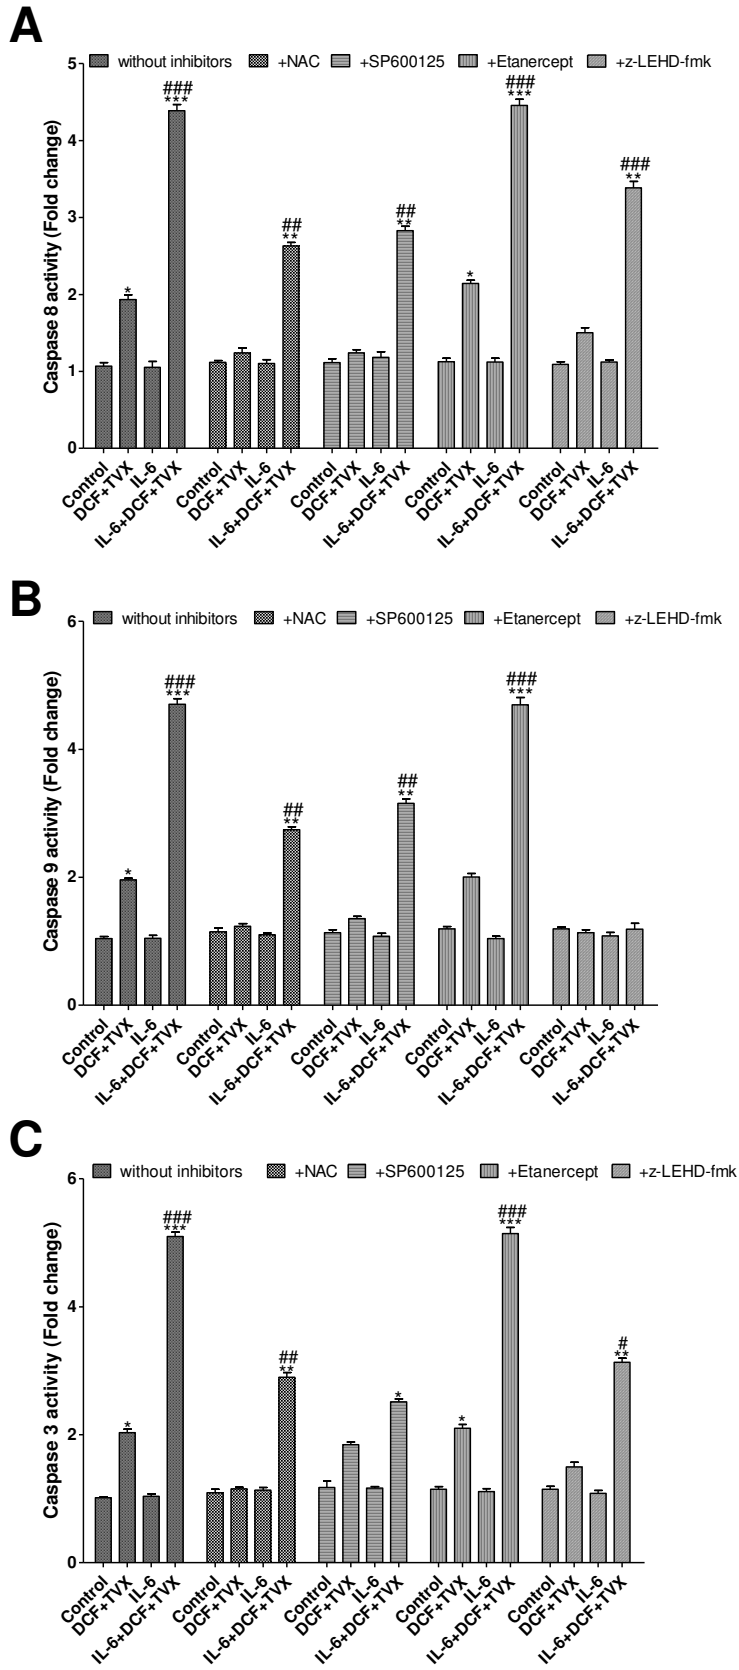 A
without inhibitors +NAC +SP600125 +Etanercept +z-LEHD-fmk
Caspase 8 activity (Fold change)
5
4
3
2
1
0
### *** * ## ** ## ** ### *** * ### **
Control DCF+TVX IL-6 IL-6+DCF+TVX Control DCF+TVX IL-6 IL-6+DCF+TVX Control DCF+TVX IL-6 IL-6+DCF+TVX Control DCF+TVX IL-6 IL-6+DCF+TVX Control DCF+TVX IL-6 IL-6+DCF+TVX
B
without inhibitors +NAC +SP600125 +Etanercept +z-LEHD-fmk
Caspase 9 activity (Fold change)
6
4
2
0
* ### *** ## ** ## ** ### ***
Control DCF+TVX IL-6 IL-6+DCF+TVX Control DCF+TVX IL-6 IL-6+DCF+TVX Control DCF+TVX IL-6 IL-6+DCF+TVX Control DCF+TVX IL-6 IL-6+DCF+TVX Control DCF+TVX IL-6 IL-6+DCF+TVX
C
without inhibitors +NAC +SP600125 +Etanercept +z-LEHD-fmk
Caspase 3 activity (Fold change)
6
4
2
0
* ### *** ## ** * * ### *** # **
Control DCF+TVX IL-6 IL-6+DCF+TVX Control DCF+TVX IL-6 IL-6+DCF+TVX Control DCF+TVX IL-6 IL-6+DCF+TVX Control DCF+TVX IL-6 IL-6+DCF+TVX Control DCF+TVX IL-6 IL-6+DCF+TVX